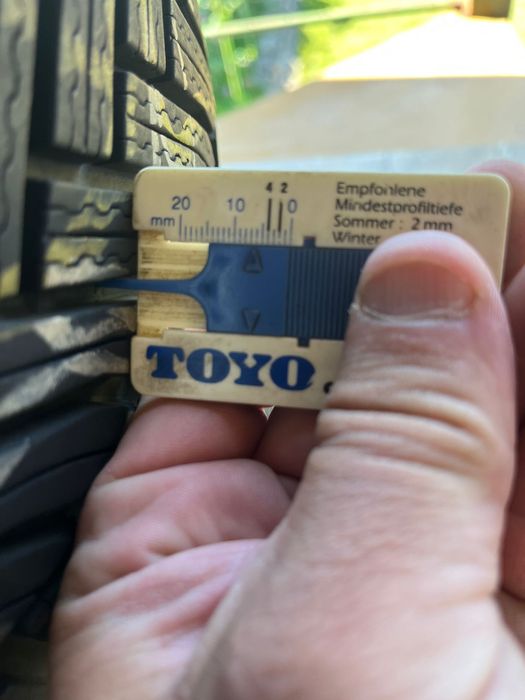 4 2
20 10 0
mm
Empfohlene
Mindestprofiltiefe
Sommer : 2 mm
Winter
TOYO